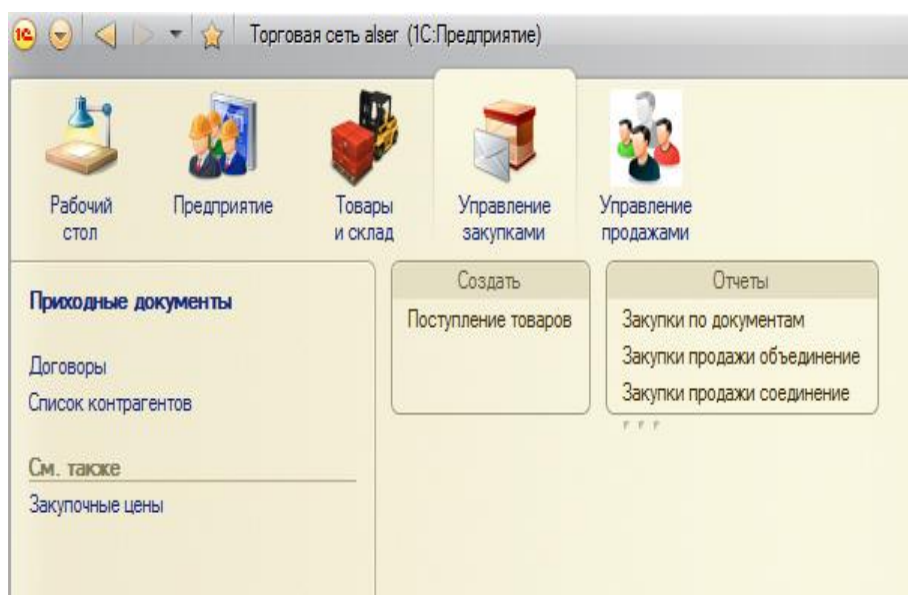 1С Торговая сеть alser (1С:Предприятие)
Рабочий стол
Предприятие
Товары и склад
Управление закупками
Управление продажами
Приходные документы
Договоры
Список контрагентов
См. также
Закупочные цены
Создать
Поступление товаров
Отчеты
Закупки по документам
Закупки продажи объединение
Закупки продажи соединение